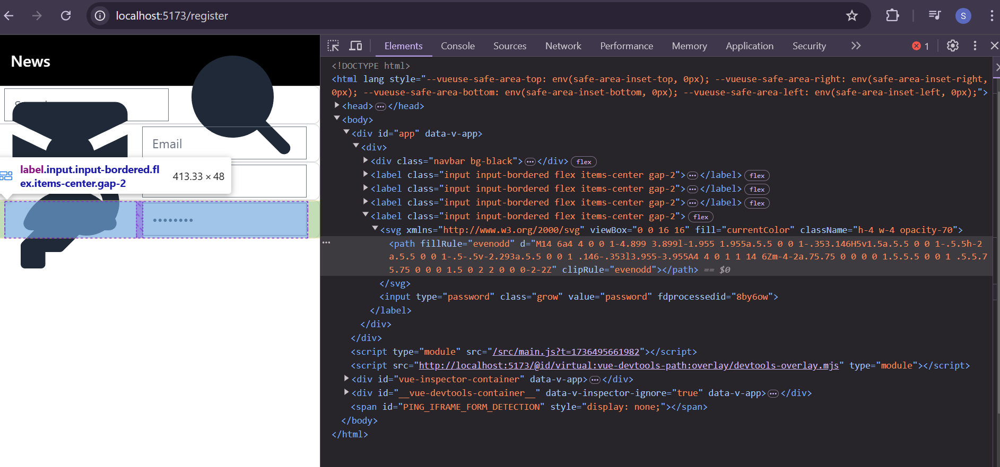 localhost:5173/register
S
News
Email
label.input.input-bordered.fl
ex.items-center.gap-2
413.33 × 48
••••••••
Elements Console Sources Network Performance Memory Application Security 1
<!DOCTYPE html>
<html lang style="--vueuse-safe-area-top: env(safe-area-inset-top, 0px); --vueuse-safe-area-right: env(safe-area-inset-right,
0px); --vueuse-safe-area-bottom: env(safe-area-inset-bottom, 0px); --vueuse-safe-area-left: env(safe-area-inset-left, 0px);">
<head>…</head>
<body>
<div id="app" data-v-app>
<div>
<div class="navbar bg-black">…</div> flex
<label class="input input-bordered flex items-center gap-2">…</label> flex
<label class="input input-bordered flex items-center gap-2">…</label> flex
<label class="input input-bordered flex items-center gap-2">…</label> flex
<label class="input input-bordered flex items-center gap-2"> flex
<svg xmlns="http://www.w3.org/2000/svg" viewBox="0 0 16 16" fill="currentColor" className="h-4 w-4 opacity-70">
<path fillRule="evenodd" d="M14 6a4 4 0 0 1-4.899 3.899l-1.955 1.955a.5.5 0 0 1-.353.146H5v1.5a.5.5 0 0 1-.5.5h-2
a.5.5 0 0 1-.5-.5v-2.293a.5.5 0 0 1 .146-.353l3.955-3.955A4 4 0 1 1 14 6Zm-4-2a.75.75 0 0 0 0 1.5.5.5 0 0 1 .5.5.7
5.75 0 0 0 1.5 0 2 2 0 0 0-2-2Z" clipRule="evenodd"></path> == $0
</svg>
<input type="password" class="grow" value="password" fdprocessedid="8by6ow">
</label>
</div>
</div>
<script type="module" src="/src/main.js?t=1736495661982"></script>
<script src="http://localhost:5173/@id/virtual:vue-devtools-path:overlay/devtools-overlay.mjs" type="module"></script>
<div id="vue-inspector-container" data-v-app>…</div>
<div id="__vue-devtools-container__" data-v-inspector-ignore="true" data-v-app>…</div>
<span id="PING_IFRAME_FORM_DETECTION" style="display: none;"></span>
</body>
</html>